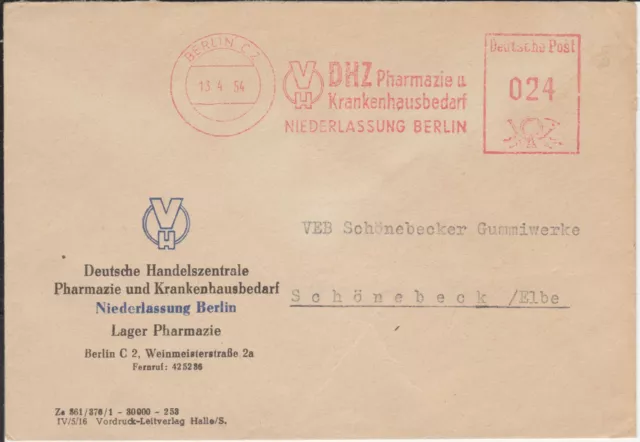 BERLIN C 2
13. 4. 54
VH
DHZ Pharmazie u.
Krankenhausbedarf
NIEDERLASSUNG BERLIN
Deutsche Post
024
VH
Deutsche Handelszentrale
Pharmazie und Krankenhausbedarf
Niederlassung Berlin
Lager Pharmazie
Berlin C 2, Weinmeisterstraße 2a
Fernruf: 425286
VEB Schönebecker Gummiwerke
Schönebeck /Elbe
Za 861/376/1 - 30000 - 253
IV/5/16 Vordruck-Leitverlag Halle/S.